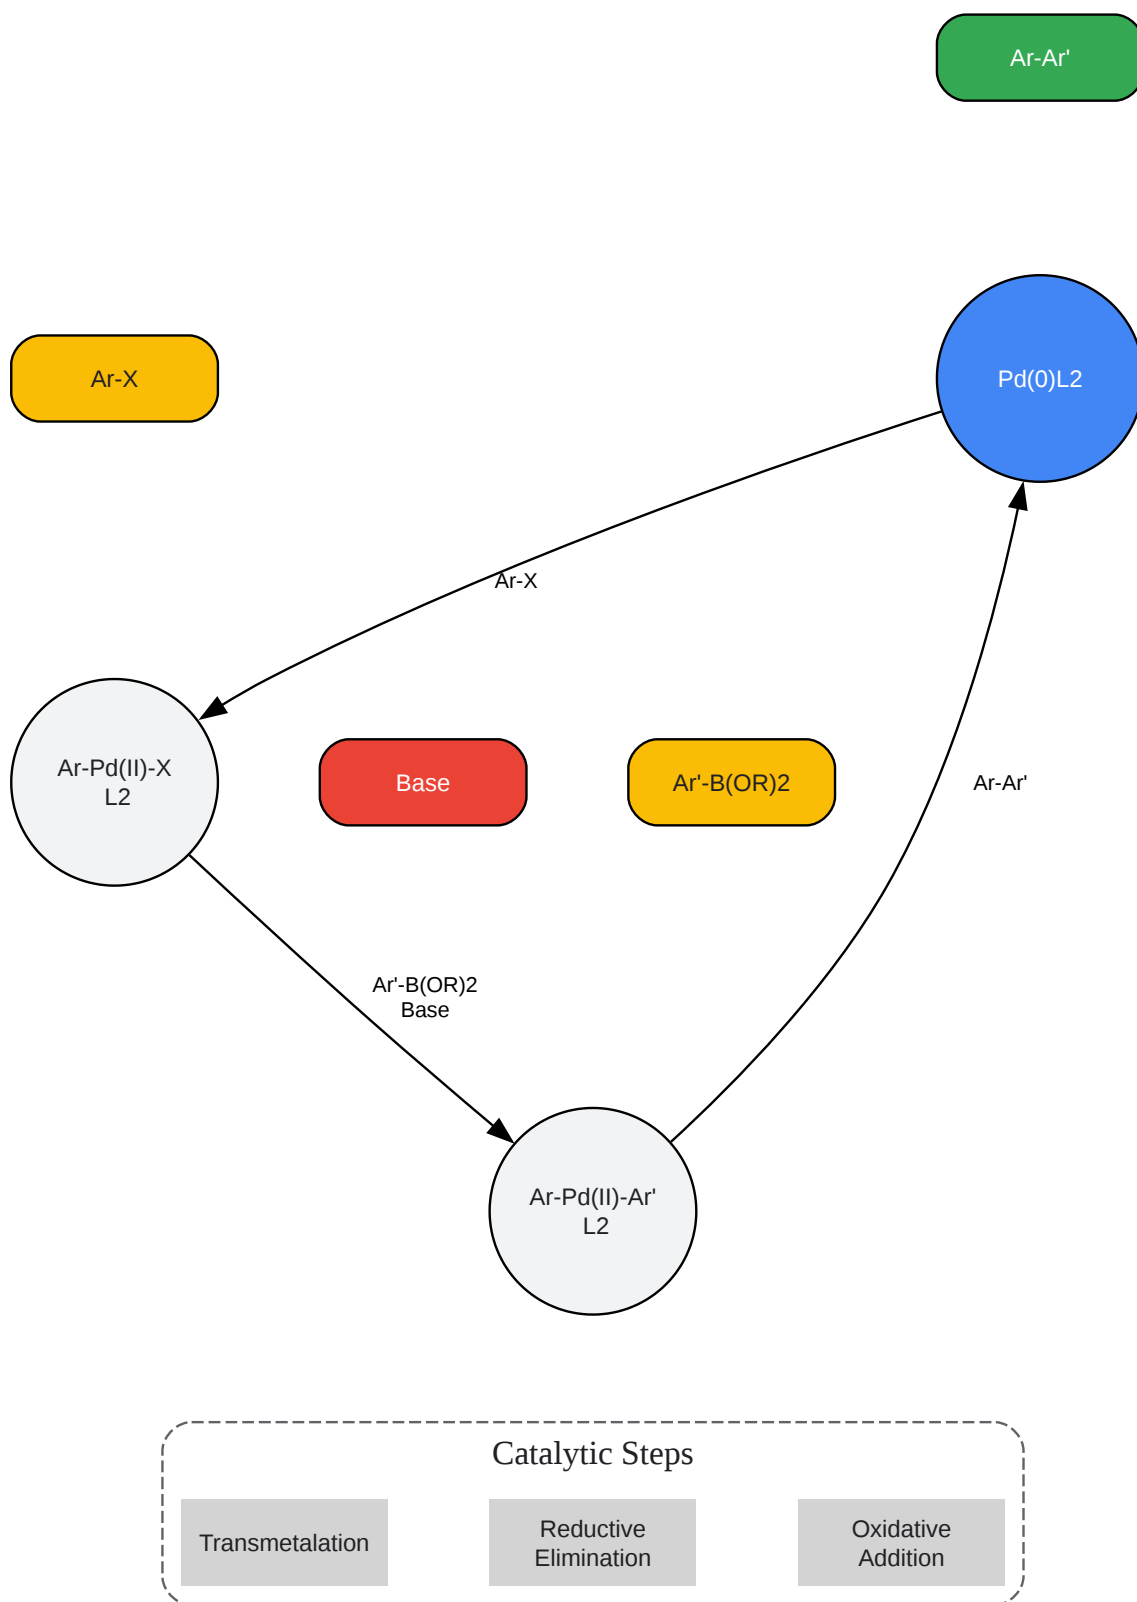 Ar-Ar'
Ar-X
Pd(0)L2
Ar-X
Ar-Pd(II)-X
L2
Base
Ar'-B(OR)2
Ar-Ar'
Ar'-B(OR)2
Base
Ar-Pd(II)-Ar'
L2
Catalytic Steps
Transmetalation
Reductive
Elimination
Oxidative
Addition